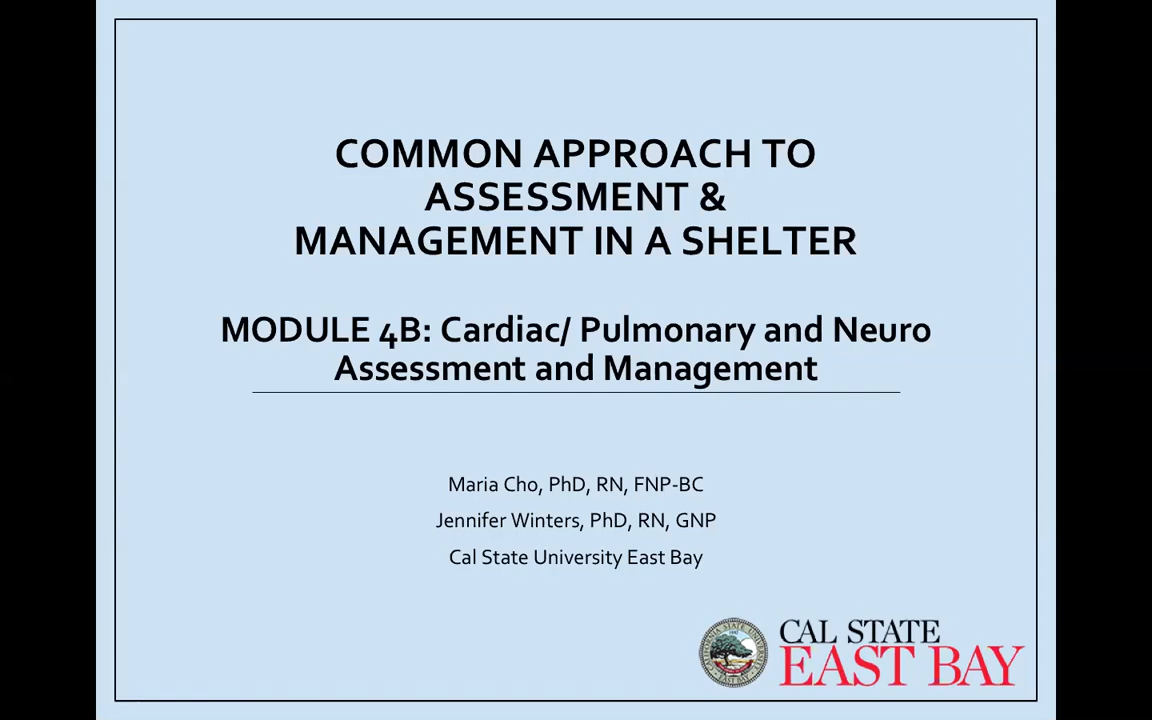 COMMON APPROACH TO
ASSESSMENT &
MANAGEMENT IN A SHELTER
MODULE 4B: Cardiac/ Pulmonary and Neuro
Assessment and Management
Maria Cho, PhD, RN, FNP-BC
Jennifer Winters, PhD, RN, GNP
Cal State University East Bay
CAL STATE
EAST BAY